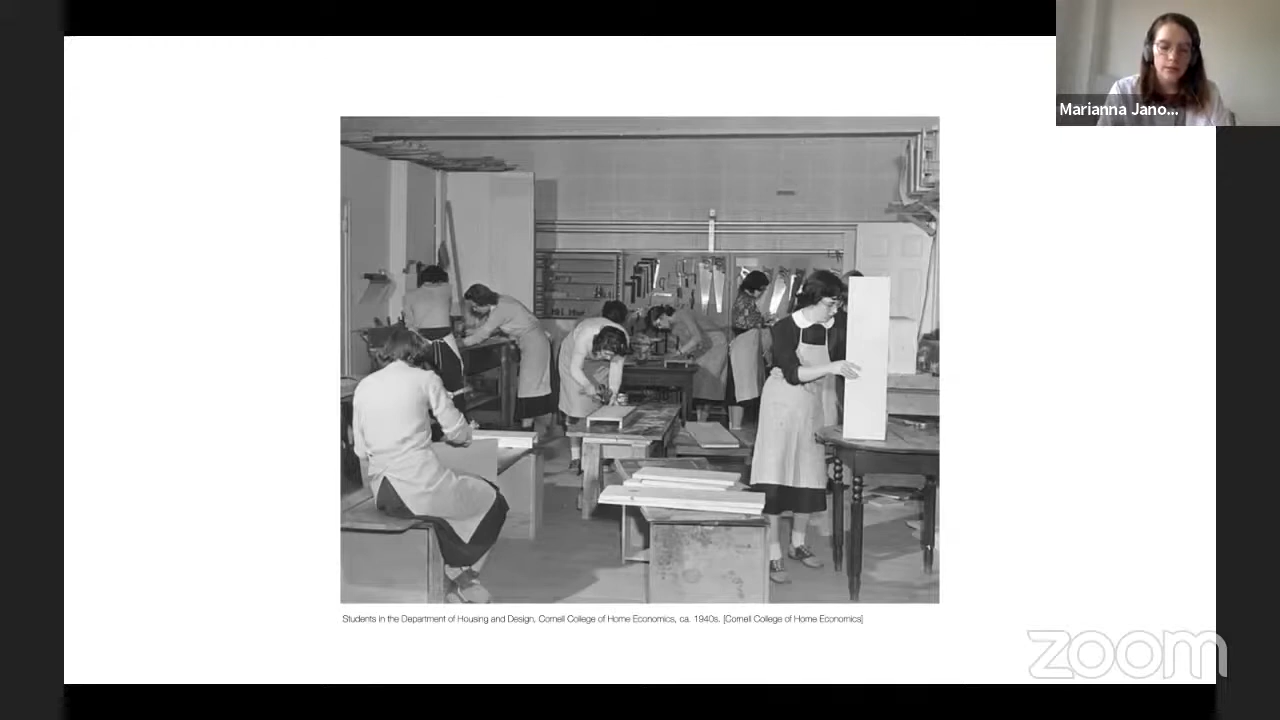 Marianna Jano...
Students in the Department of Housing and Design, Cornell College of Home Economics, ca. 1940s. [Cornell College of Home Economics]
zoom